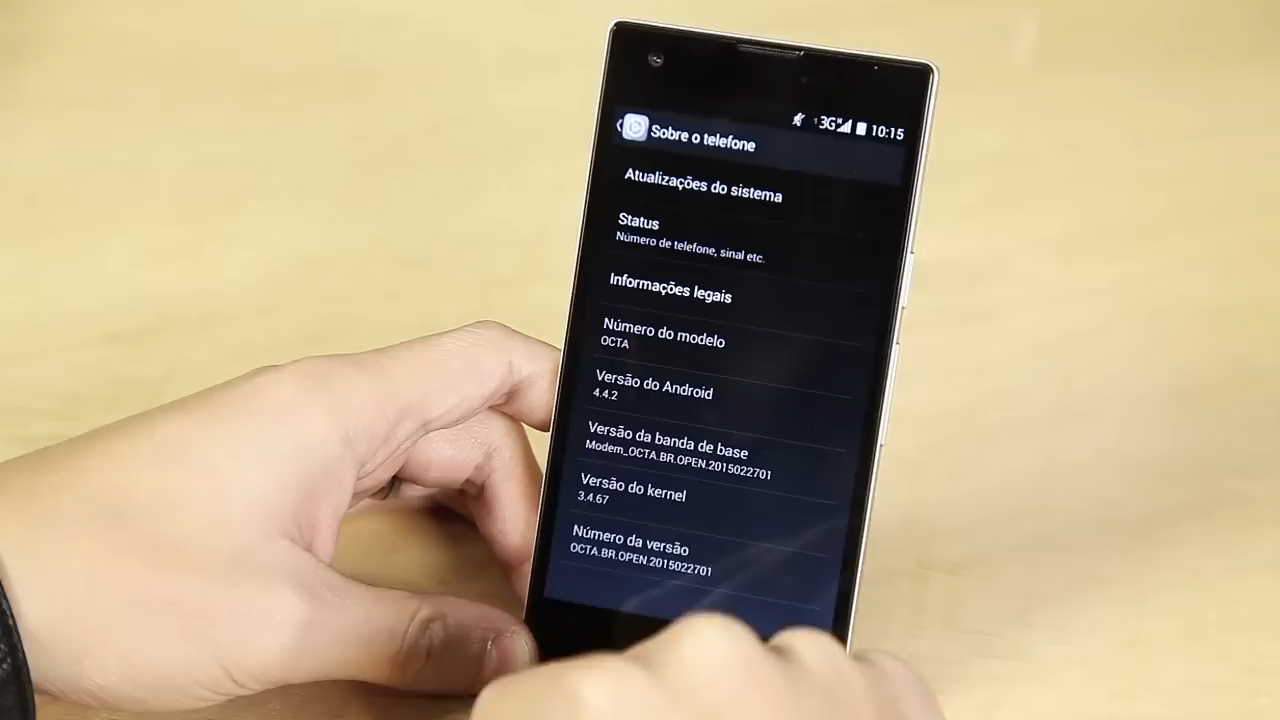 3G H 10:15
Sobre o telefone
Atualizações do sistema
Status
Número de telefone, sinal etc.
Informações legais
Número do modelo
OCTA
Versão do Android
4.4.2
Versão da banda de base
Modem_OCTA.BR.OPEN.2015022701
Versão do kernel
3.4.67
Número da versão
OCTA.BR.OPEN.2015022701